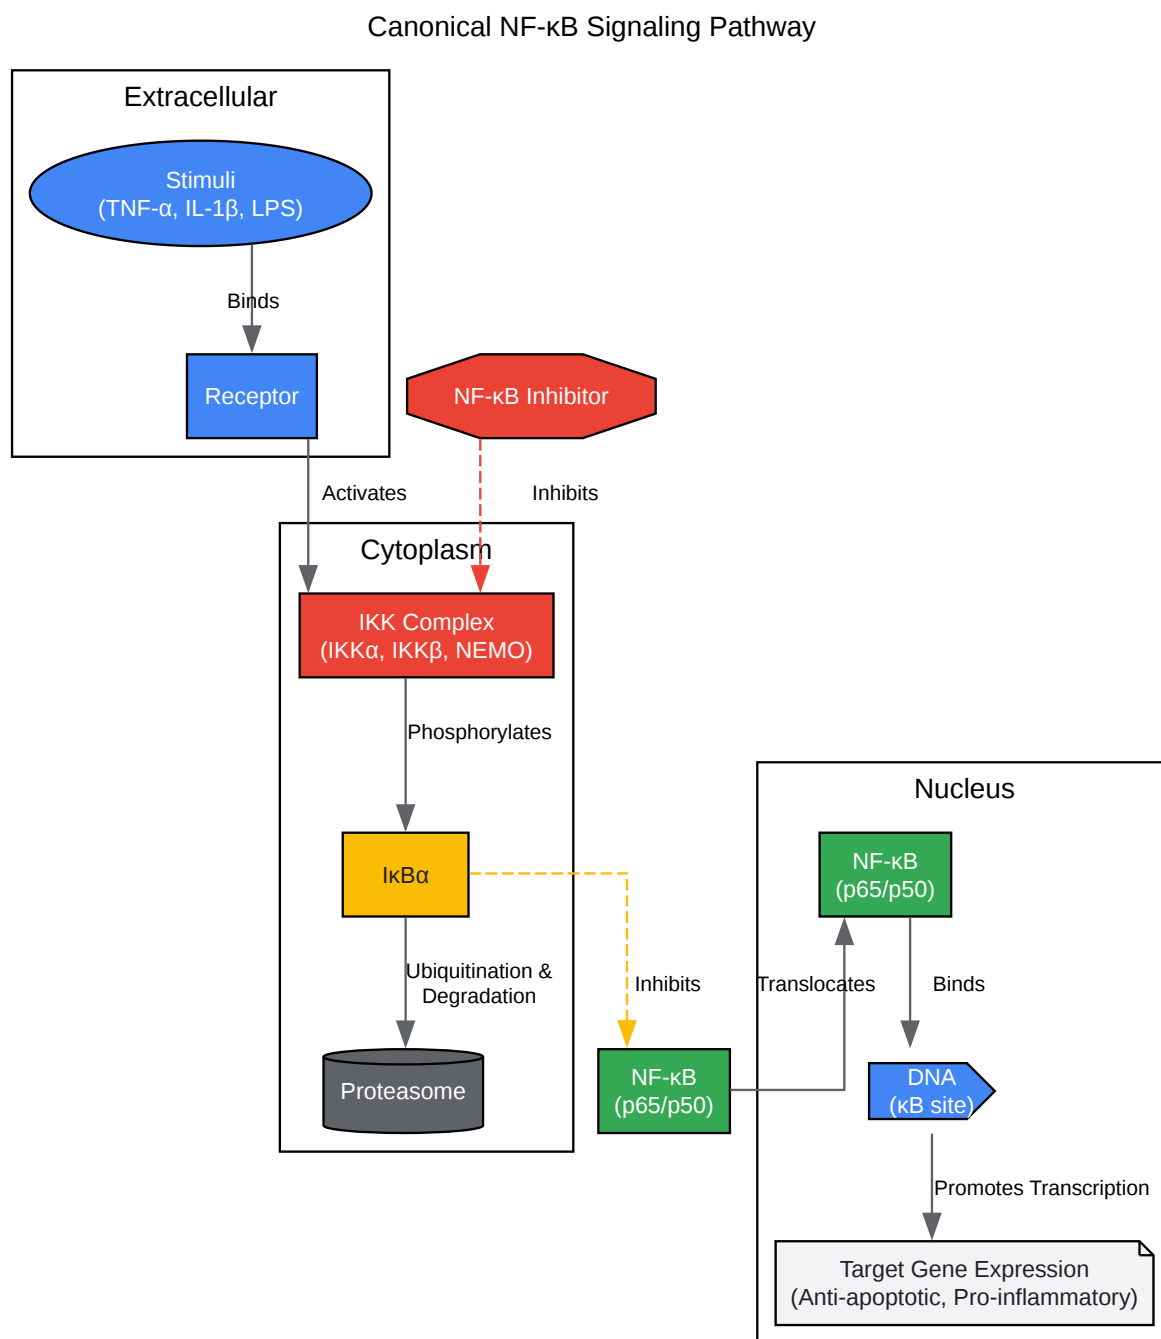 Canonical NF-κB Signaling Pathway
Extracellular
Stimuli
(TNF-α, IL-1β, LPS)
Binds
Receptor
NF-κB Inhibitor
Activates
Inhibits
Cytoplasm
IKK Complex
(IKKα, IKKβ, NEMO)
Phosphorylates
IκBα
Ubiquitination &
Degradation
Proteasome
Inhibits
NF-κB
(p65/p50)
Translocates
Nucleus
NF-κB
(p65/p50)
Binds
DNA
(κB site)
Promotes Transcription
Target Gene Expression
(Anti-apoptotic, Pro-inflammatory)